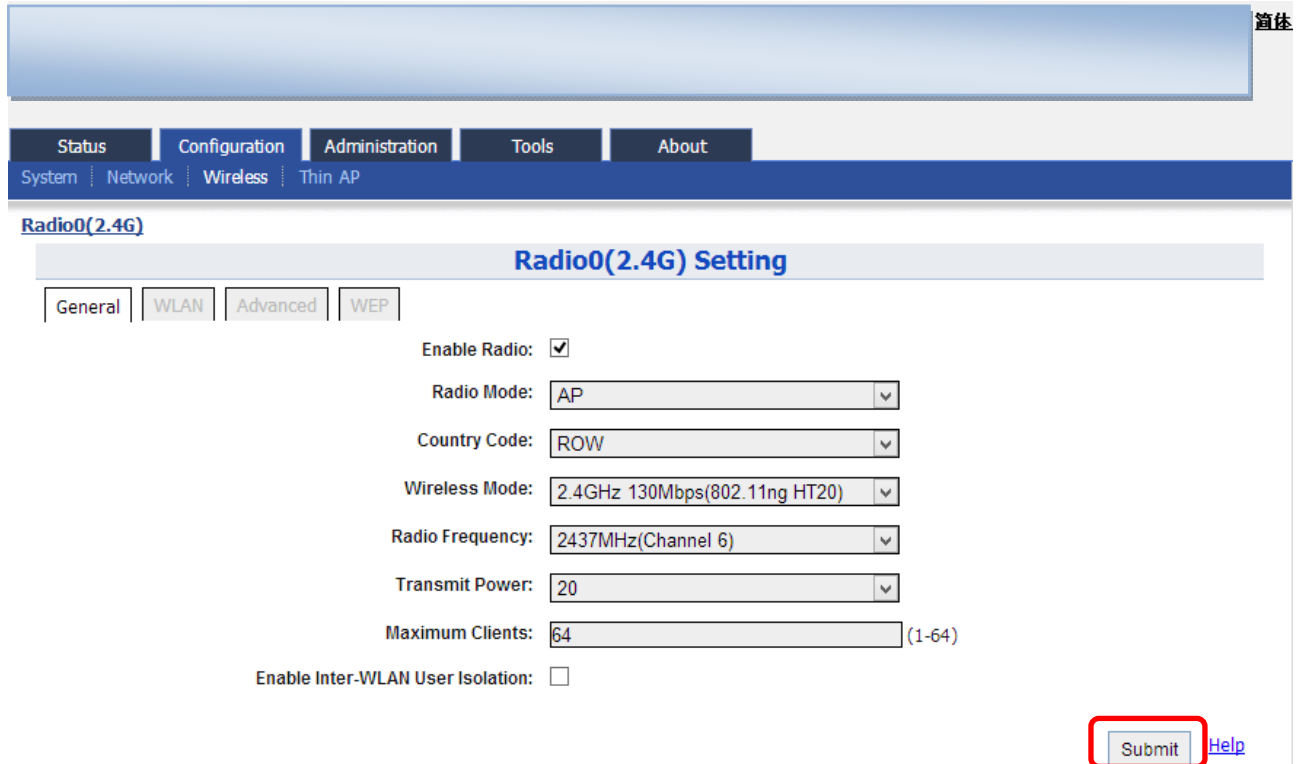 简体
Status Configuration Administration Tools About
System Network Wireless Thin AP
Radio0(2.4G)
Radio0(2.4G) Setting
General WLAN Advanced WEP
Enable Radio:
Radio Mode: AP
Country Code: ROW
Wireless Mode: 2.4GHz 130Mbps(802.11ng HT20)
Radio Frequency: 2437MHz(Channel 6)
Transmit Power: 20
Maximum Clients: 64 (1-64)
Enable Inter-WLAN User Isolation:
Submit Help